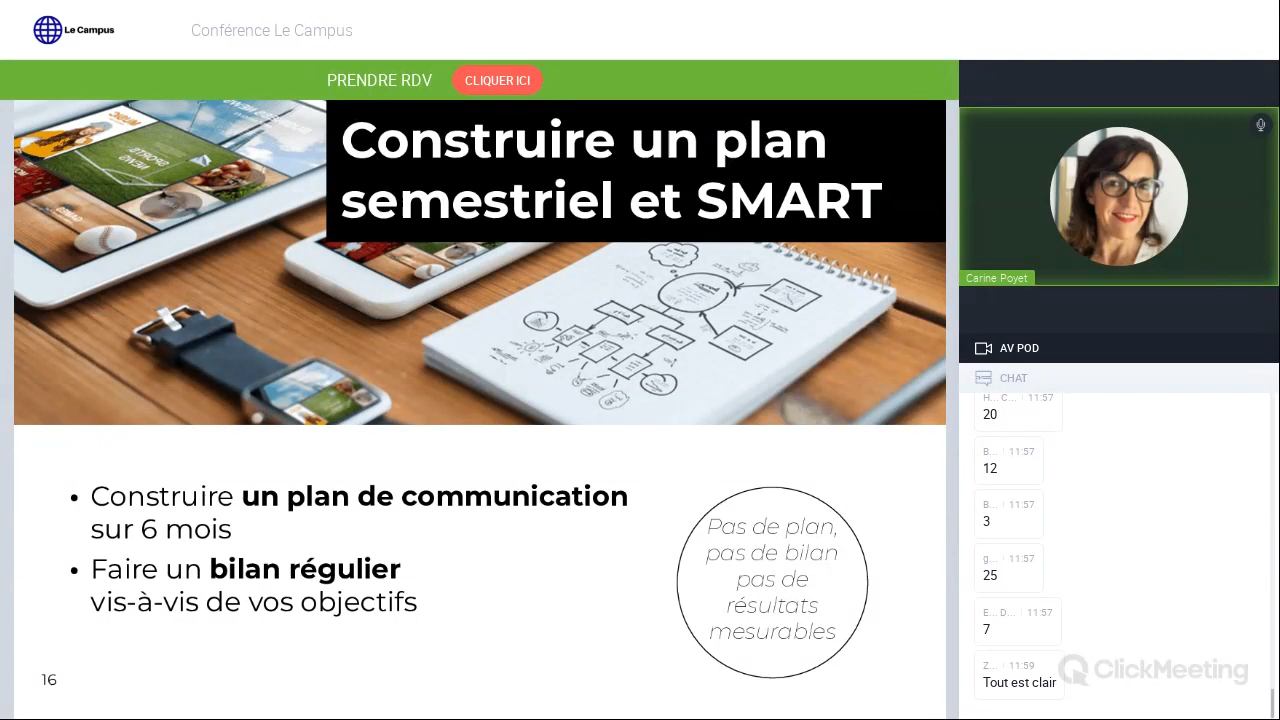 Le Campus
Conférence Le Campus
PRENDRE RDV
CLIQUER ICI
Construire un plan
semestriel et SMART
• Construire un plan de communication
sur 6 mois
• Faire un bilan régulier
vis-à-vis de vos objectifs
Pas de plan,
pas de bilan
pas de
résultats
mesurables
16
Carine Poyet
AV POD
CHAT
H... C... 11:57
20
B... 11:57
12
B... 11:57
3
g... 11:57
25
E... D... 11:57
7
Z... 11:59
Tout est clair
ClickMeeting